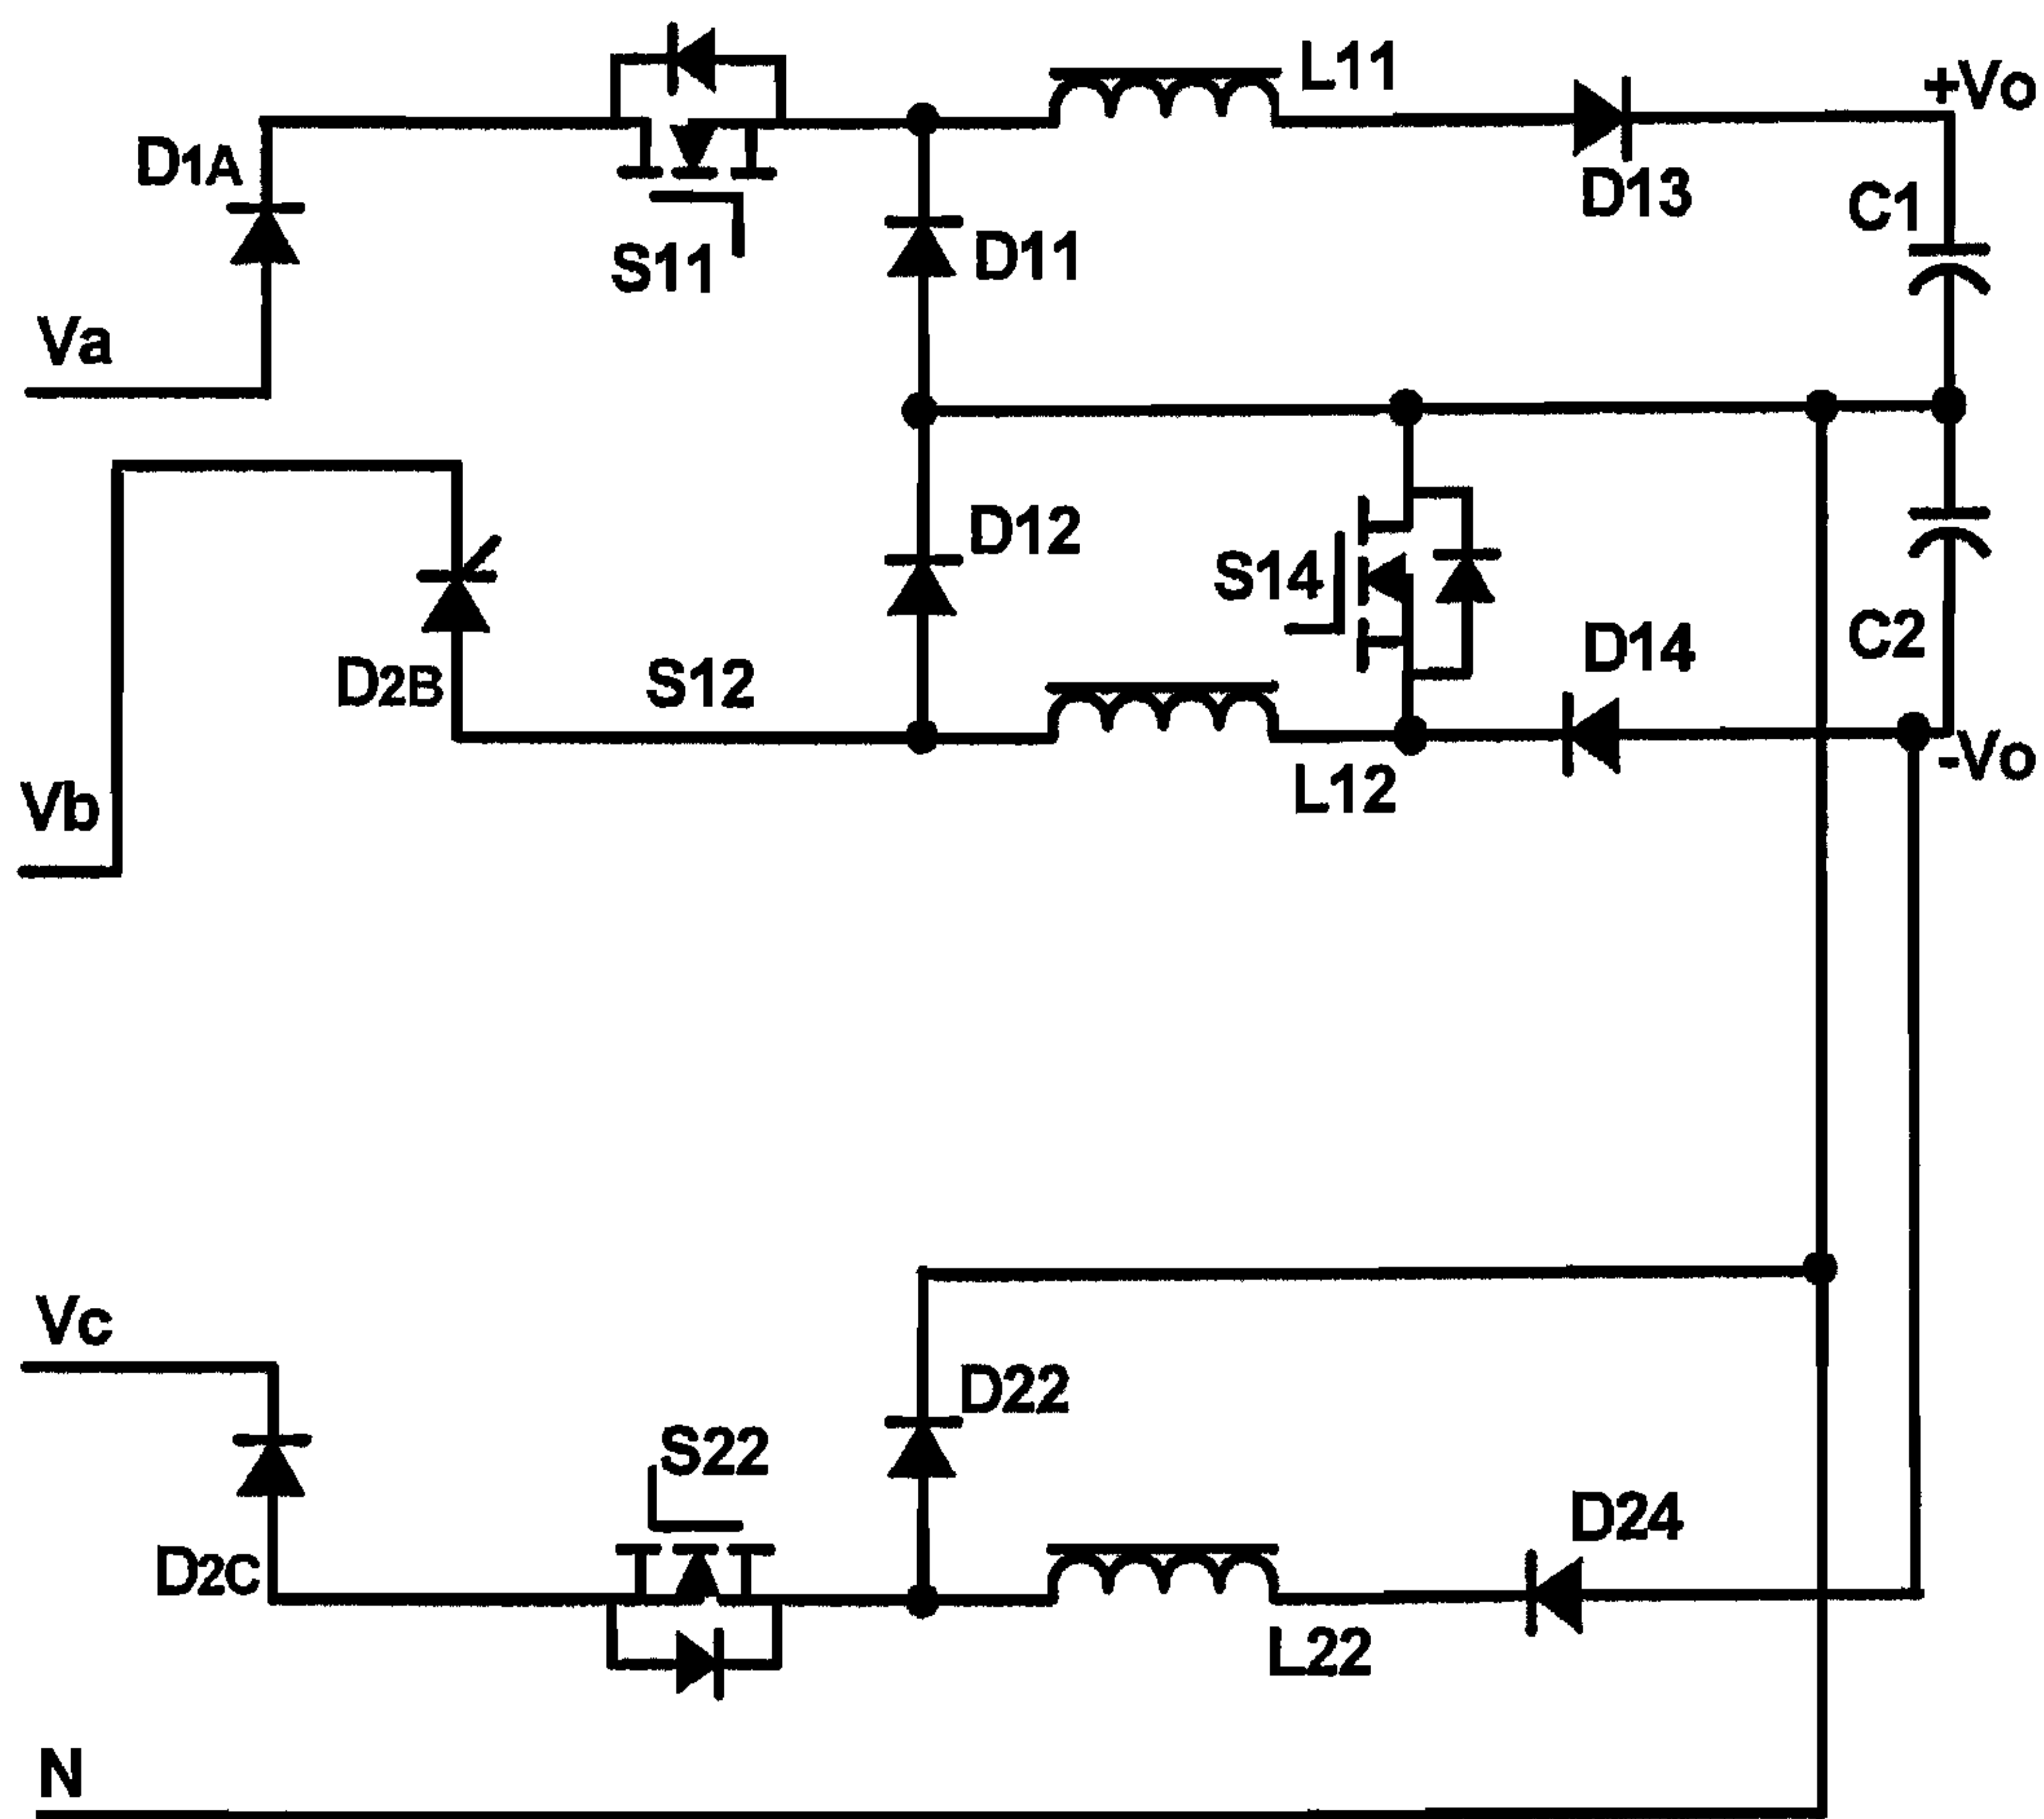 L11
+Vo
D1A
D13
C1
S11
D11
Va
D12
S14
D14
C2
D2B
S12
-Vo
L12
Vb
Vc
D22
S22
D24
D2C
L22
N